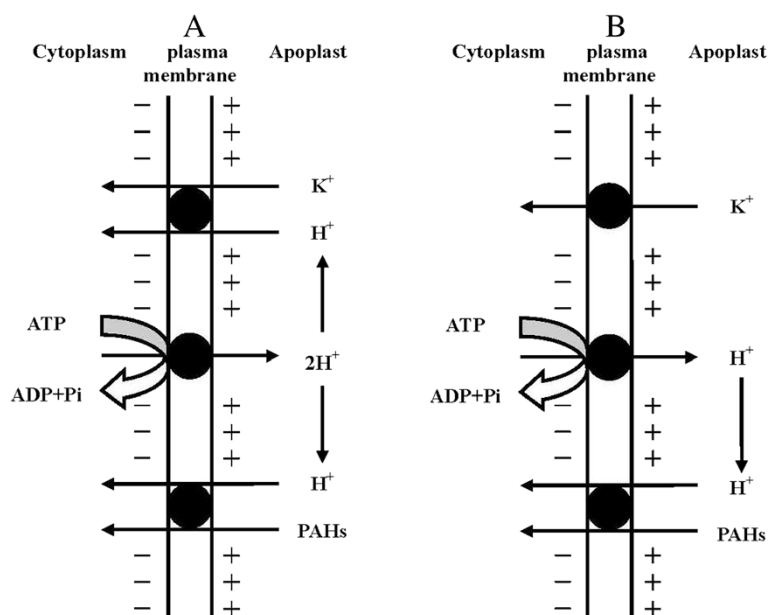 A
Cytoplasm plasma membrane Apoplast
− +
− +
− +
K⁺
H⁺
− +
− +
− +
ATP
2H⁺
ADP+Pi
− +
− +
− +
H⁺
PAHs
− +
− +
− +
B
Cytoplasm plasma membrane Apoplast
− +
− +
− +
K⁺
− +
− +
− +
ATP
H⁺
ADP+Pi
− +
− +
− +
H⁺
PAHs
− +
− +
− +